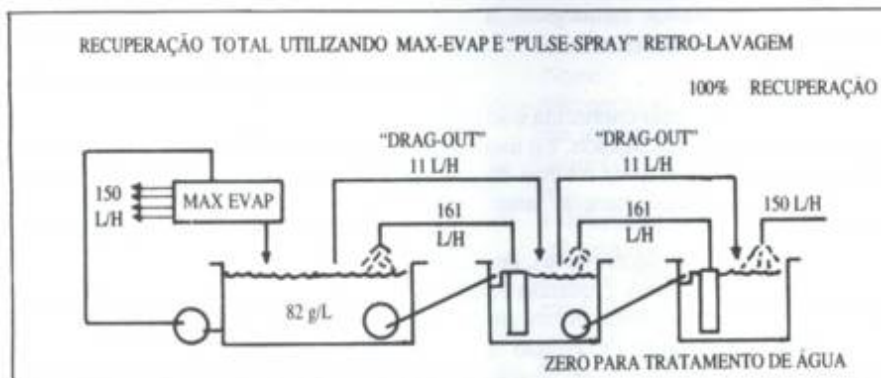 RECUPERAÇÃO TOTAL UTILIZANDO MAX-EVAP E “PULSE-SPRAY” RETRO-LAVAGEM
100% RECUPERAÇÃO
“DRAG-OUT”
11 L/H
“DRAG-OUT”
11 L/H
150
L/H
MAX EVAP
161
L/H
161
L/H
150 L/H
82 g/L
ZERO PARA TRATAMENTO DE ÁGUA